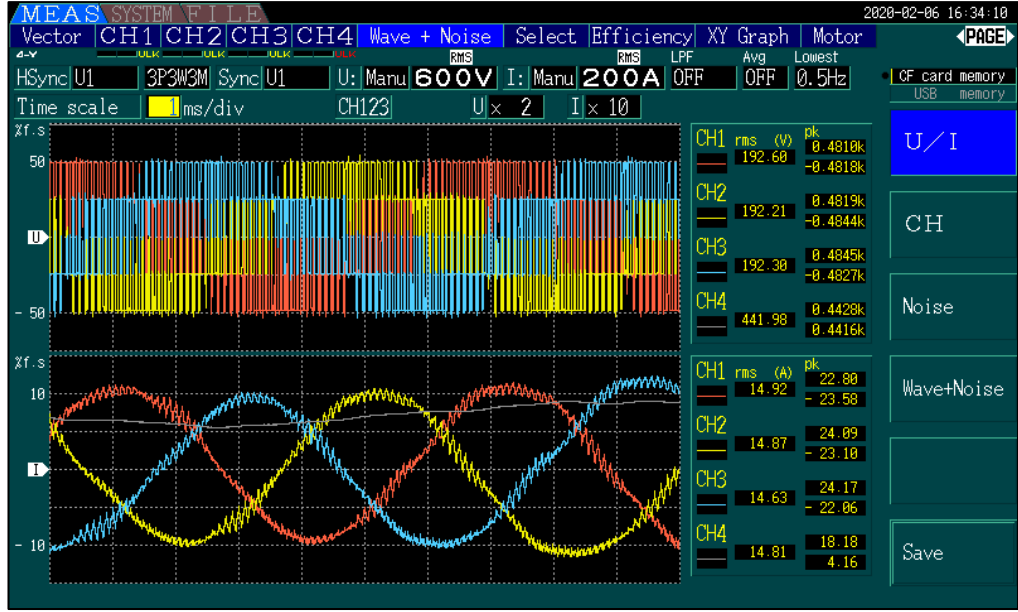 MEAS SYSTEM FILE 2020-02-06 16:34:10
Vector CH1 CH2 CH3 CH4 Wave + Noise Select Efficiency XY Graph Motor PAGE
Δ-Y ULK ULK ULK ULK RMS RMS LPF Avg Lowest
HSync U1 3P3W3M Sync U1 U: Manu 600V I: Manu 200A OFF OFF 0.5Hz
CF card memory
USB memory
Time scale 1 ms/div CH123 U × 2 I × 10
%f.s
50
U
- 50
CH1 rms (V) pk
192.60
0.4810k
-0.4818k
CH2
192.21
0.4819k
-0.4844k
CH3
192.30
0.4845k
-0.4827k
CH4
441.98
0.4428k
0.4416k
%f.s
10
I
- 10
CH1 rms (A) pk
14.92
22.80
- 23.58
CH2
14.87
24.09
- 23.10
CH3
14.63
24.17
- 22.06
CH4
14.81
18.18
4.16
U/I
CH
Noise
Wave+Noise
Save